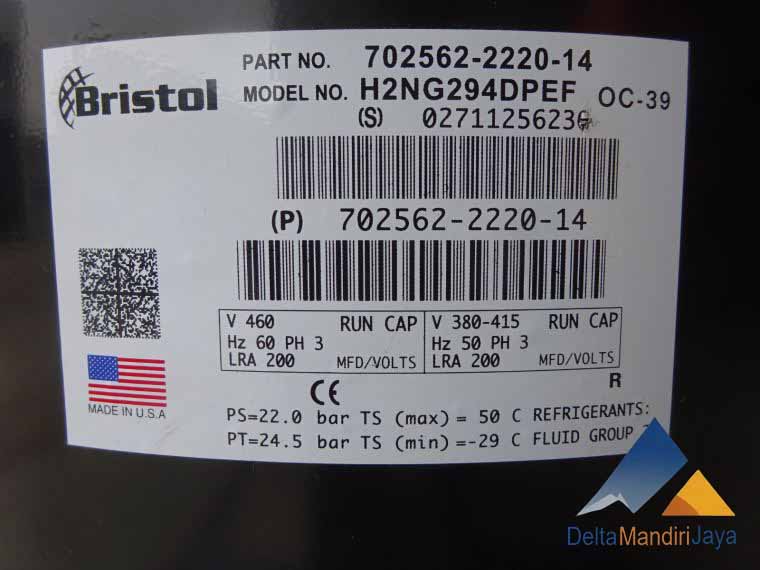 Bristol
PART NO. 702562-2220-14
MODEL NO. H2NG294DPEF OC-39
(S) 0271125623
(P) 702562-2220-14
V 460 RUN CAP
Hz 60 PH 3
LRA 200 MFD/VOLTS
V 380-415 RUN CAP
Hz 50 PH 3
LRA 200 MFD/VOLTS
R
CE
MADE IN U.S.A
PS=22.0 bar TS (max) = 50 C REFRIGERANTS:
PT=24.5 bar TS (min) =-29 C FLUID GROUP
DeltaMandiriJaya